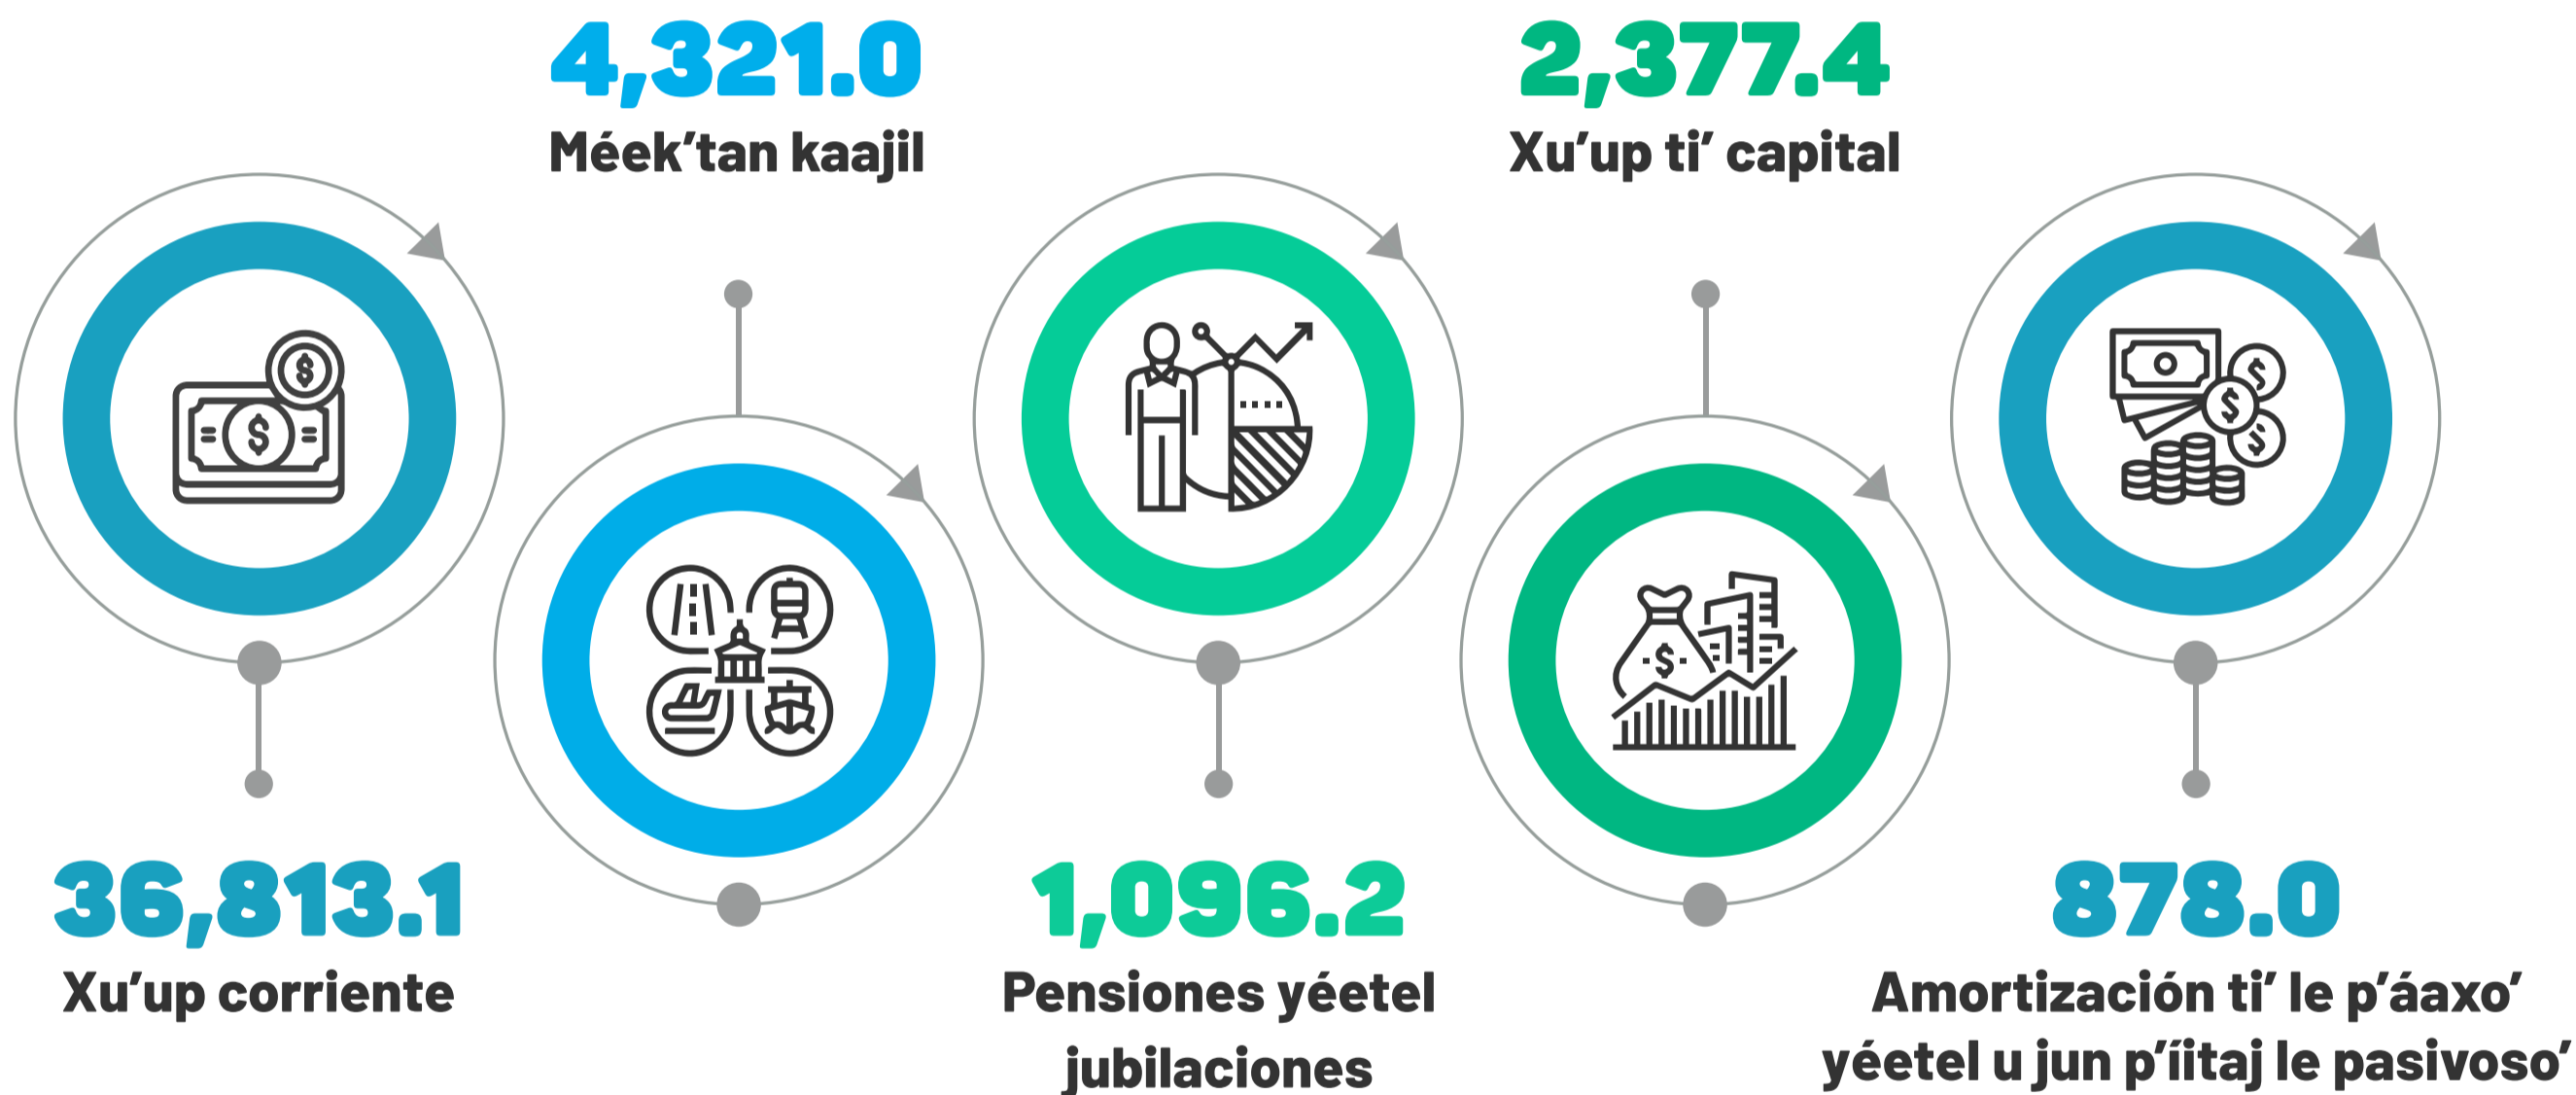 4,321.0
Méek’tan kaajil
2,377.4
Xu’up ti’ capital
36,813.1
Xu’up corriente
1,096.2
Pensiones yéetel
jubilaciones
878.0
Amortización ti’ le p’áaxo’
yéetel u jun p’íitaj le pasivoso’